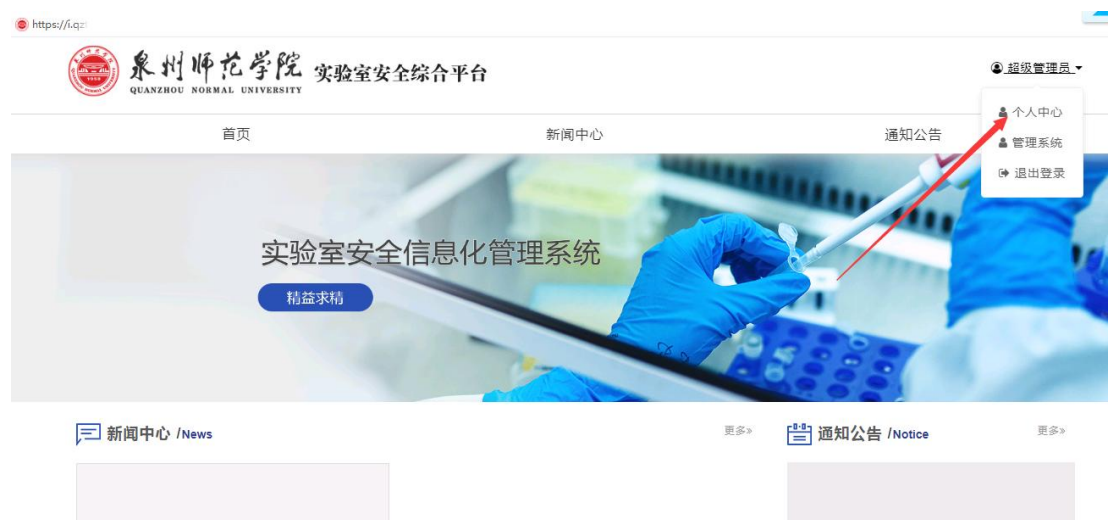 https://i.qz
泉州师范学院 实验室安全综合平台
QUANZHOU NORMAL UNIVERSITY
超级管理员
个人中心
管理系统
退出登录
首页 新闻中心 通知公告
实验室安全信息化管理系统
精益求精
新闻中心 /News 更多»
通知公告 /Notice 更多»